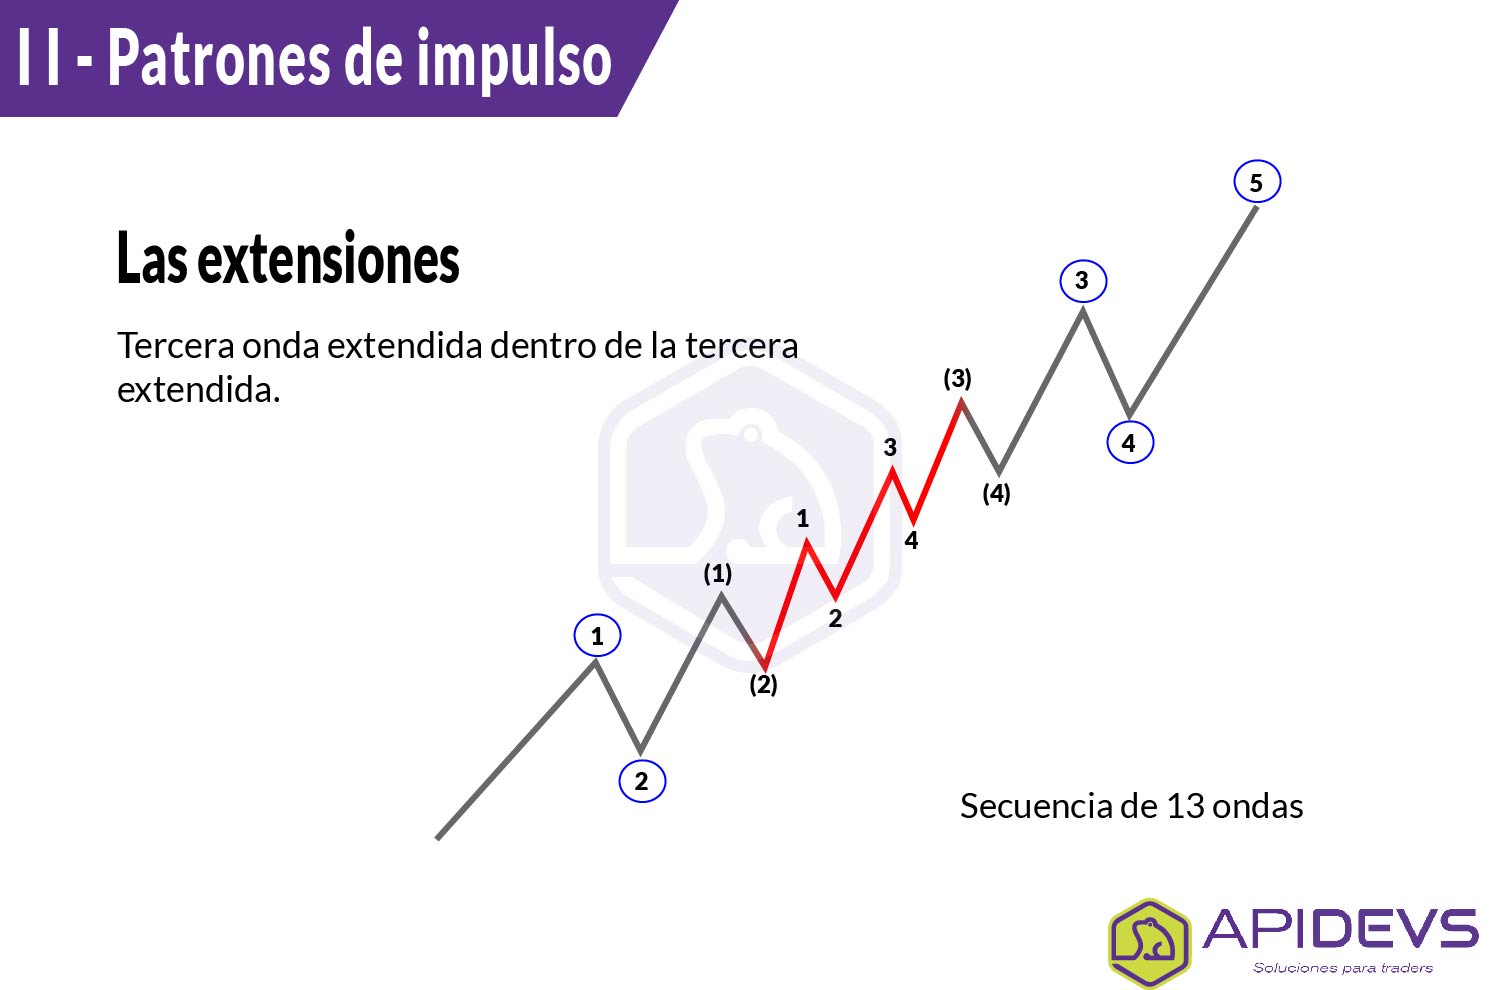 I I - Patrones de impulso
Las extensiones
Tercera onda extendida dentro de la tercera
extendida.
5
3
4
(3)
(4)
3
1
4
2
(1)
(2)
1
2
Secuencia de 13 ondas
APIDEVS
Soluciones para traders